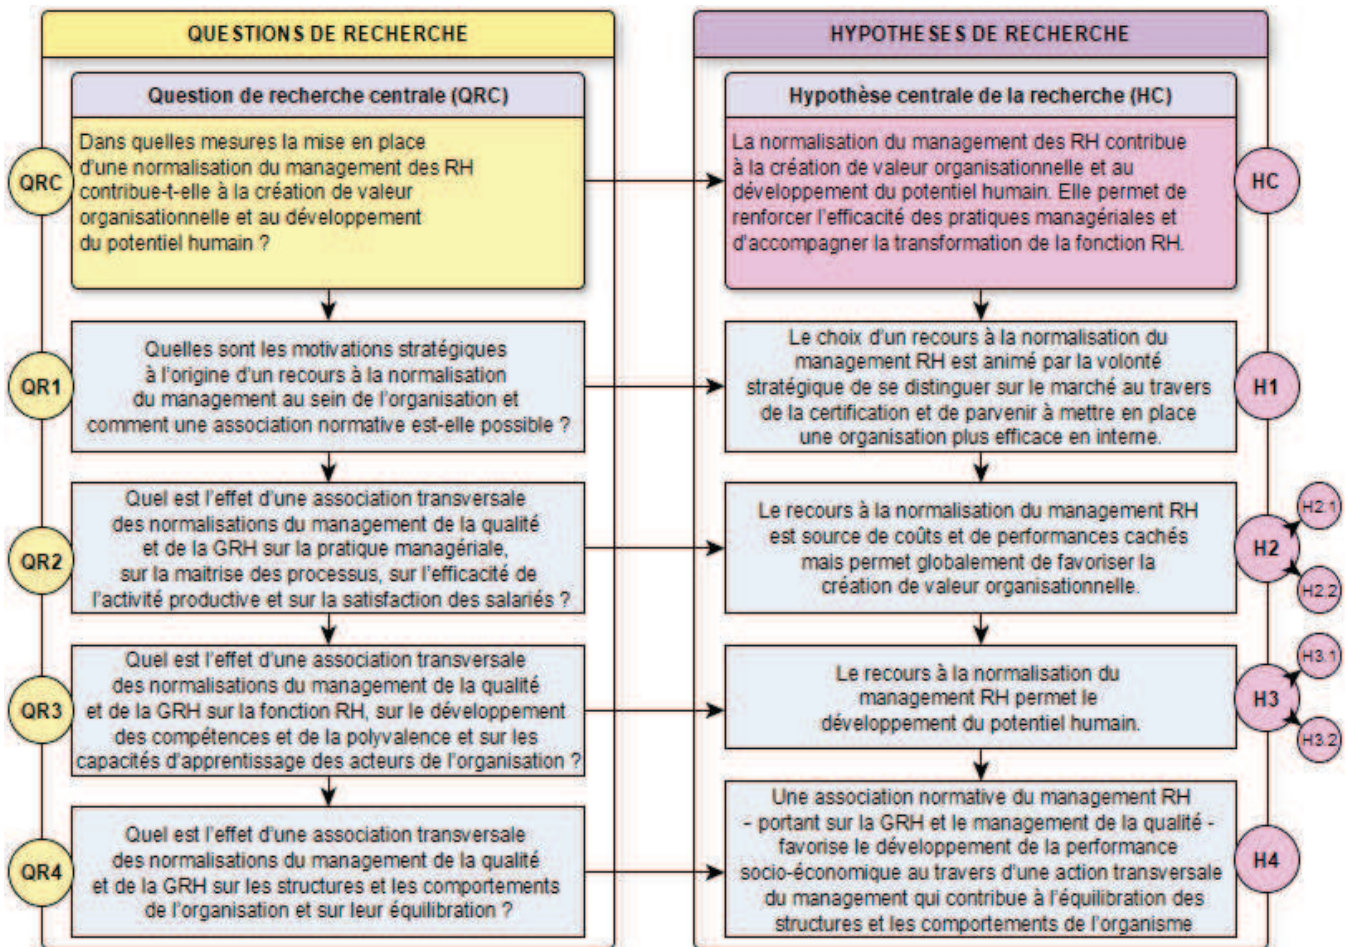 QUESTIONS DE RECHERCHE
Question de recherche centrale (QRC)
QRC
Dans quelles mesures la mise en place
d'une normalisation du management des RH
contribue-t-elle à la création de valeur
organisationnelle et au développement
du potentiel humain ?
QR1
Quelles sont les motivations stratégiques
à l'origine d'un recours à la normalisation
du management au sein de l'organisation et
comment une association normative est-elle possible ?
QR2
Quel est l'effet d'une association transversale
des normalisations du management de la qualité
et de la GRH sur la pratique managériale,
sur la maitrise des processus, sur l'efficacité de
l'activité productive et sur la satisfaction des salariés ?
QR3
Quel est l'effet d'une association transversale
des normalisations du management de la qualité
et de la GRH sur la fonction RH, sur le développement
des compétences et de la polyvalence et sur les
capacités d'apprentissage des acteurs de l'organisation ?
QR4
Quel est l'effet d'une association transversale
des normalisations du management de la qualité
et de la GRH sur les structures et les comportements
de l'organisation et sur leur équilibration ?
HYPOTHESES DE RECHERCHE
Hypothèse centrale de la recherche (HC)
La normalisation du management des RH contribue
à la création de valeur organisationnelle et au
développement du potentiel humain. Elle permet de
renforcer l'efficacité des pratiques managériales et
d'accompagner la transformation de la fonction RH.
HC
Le choix d'un recours à la normalisation du
management RH est animé par la volonté
stratégique de se distinguer sur le marché au travers
de la certification et de parvenir à mettre en place
une organisation plus efficace en interne.
H1
Le recours à la normalisation du management RH
est source de coûts et de performances cachés
mais permet globalement de favoriser la
création de valeur organisationnelle.
H2
H2.1
H2.2
Le recours à la normalisation du
management RH permet le
développement du potentiel humain.
H3
H3.1
H3.2
Une association normative du management RH
- portant sur la GRH et le management de la qualité -
favorise le développement de la performance
socio-économique au travers d'une action transversale
du management qui contribue à l'équilibration des
structures et les comportements de l'organisme
H4